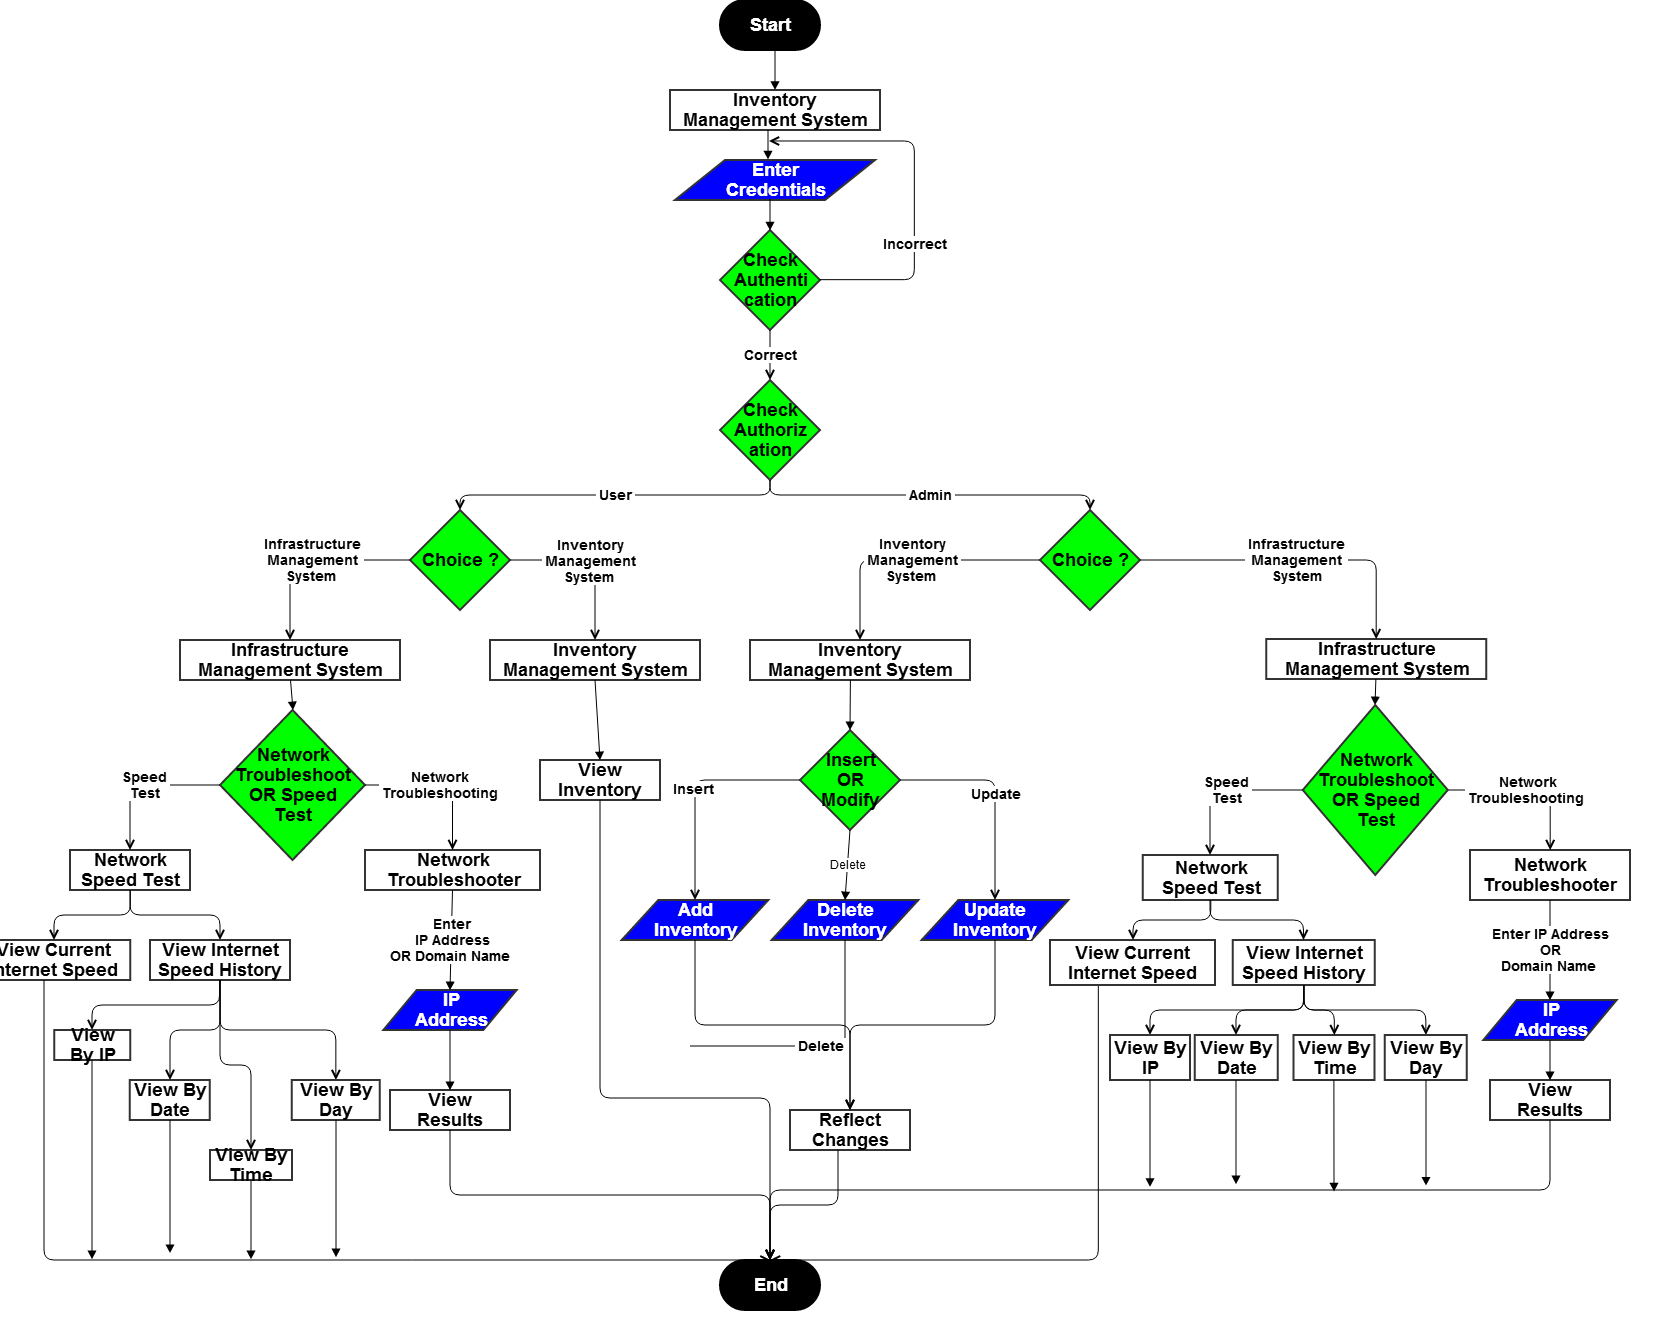 Start
Inventory
Management System
Enter
Credentials
Incorrect
Check
Authenti
cation
Correct
Check
Authoriz
ation
User
Admin
Infrastructure
Management
System
Choice ?
Inventory
Management
System
Inventory
Management
System
Choice ?
Infrastructure
Management
System
Infrastructure
Management System
Inventory
Management System
Inventory
Management System
Infrastructure
Management System
Speed
Test
Network
Troubleshoot
OR Speed
Test
Network
Troubleshooting
View
Inventory
Insert
Insert
OR
Modify
Update
Delete
Speed
Test
Network
Troubleshoot
OR Speed
Test
Network
Troubleshooting
Network
Speed Test
Network
Troubleshooter
Network
Speed Test
Network
Troubleshooter
Add
Inventory
Delete
Inventory
Update
Inventory
View Current
nternet Speed
View Internet
Speed History
Enter
IP Address
OR Domain Name
View Current
Internet Speed
View Internet
Speed History
Enter IP Address
OR
Domain Name
IP
Address
IP
Address
View
By IP
View By
Date
View By
Time
View By
Day
View
Results
Delete
Reflect
Changes
View By
IP
View By
Date
View By
Time
View By
Day
View
Results
End